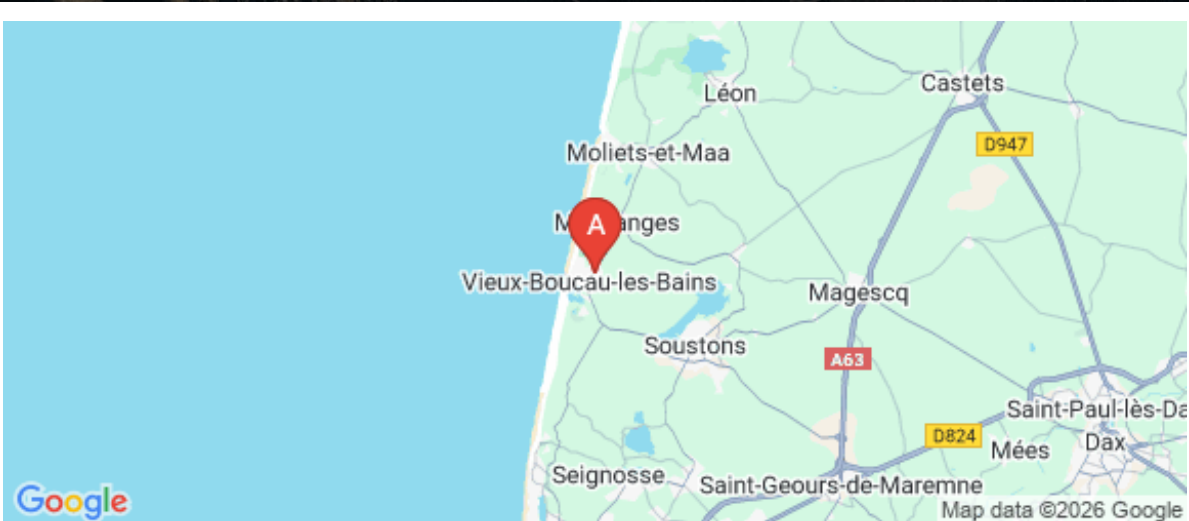 Castets
Léon
D947
Moliets-et-Maa
A
anges
Vieux-Boucau-les-Bains
Magescq
Soustons
A63
Saint-Paul-lès-Da
D824
Mées
Dax
Seignosse
Saint-Geours-de-Maremne
Google
Map data ©2026 Google